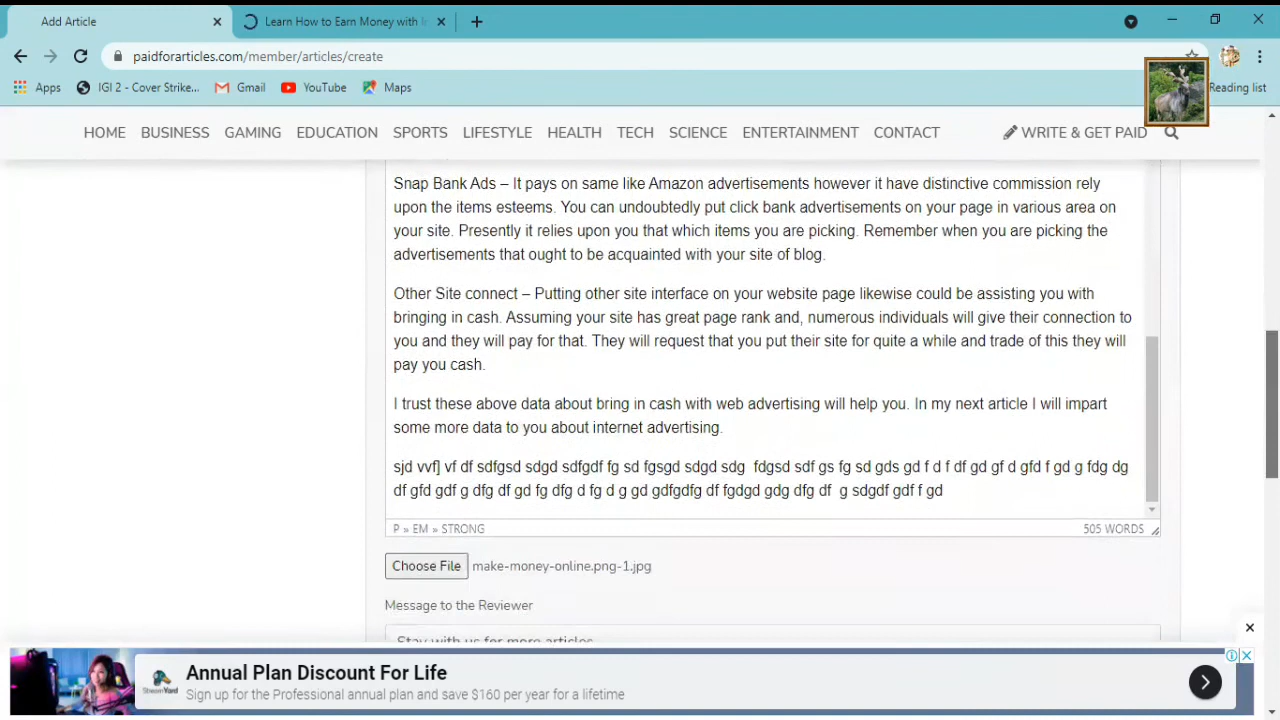 Add Article
Learn How to Earn Money with
paidforarticles.com/member/articles/create
Apps IGI 2 - Cover Strike... Gmail YouTube Maps Reading list
HOME BUSINESS GAMING EDUCATION SPORTS LIFESTYLE HEALTH TECH SCIENCE ENTERTAINMENT CONTACT WRITE & GET PAID
Snap Bank Ads – It pays on same like Amazon advertisements however it have distinctive commission rely
upon the items esteems. You can undoubtedly put click bank advertisements on your page in various area on
your site. Presently it relies upon you that which items you are picking. Remember when you are picking the
advertisements that ought to be acquainted with your site of blog.
Other Site connect – Putting other site interface on your website page likewise could be assisting you with
bringing in cash. Assuming your site has great page rank and, numerous individuals will give their connection to
you and they will pay for that. They will request that you put their site for quite a while and trade of this they will
pay you cash.
I trust these above data about bring in cash with web advertising will help you. In my next article I will impart
some more data to you about internet advertising.
sjd vvf] vf df sdfgsd sdgd sdfgdf fg sd fgsgd sdgd sdg  fdgsd sdf gs fg sd gds gd f d f df gd gf d gfd f gd g fdg dg
df gfd gdf g dfg df gd fg dfg d fg d g gd gdfgdfg df fgdgd gdg dfg df  g sdgdf gdf f gd
P » EM » STRONG 505 WORDS
Choose File make-money-online.png-1.jpg
Message to the Reviewer
Stay with us for more articles
Annual Plan Discount For Life
StreamYard
Sign up for the Professional annual plan and save $160 per year for a lifetime